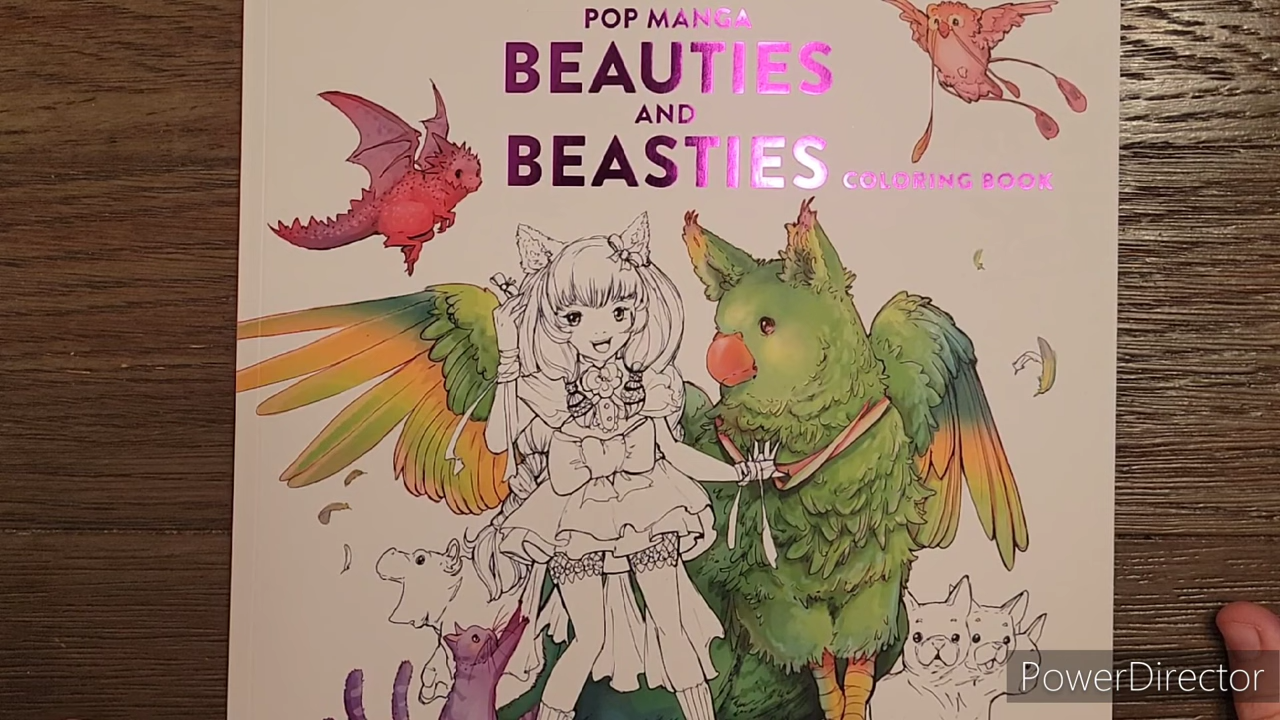 POP MANGA
BEAUTIES
AND
BEASTIES
COLORING BOOK
PowerDirector